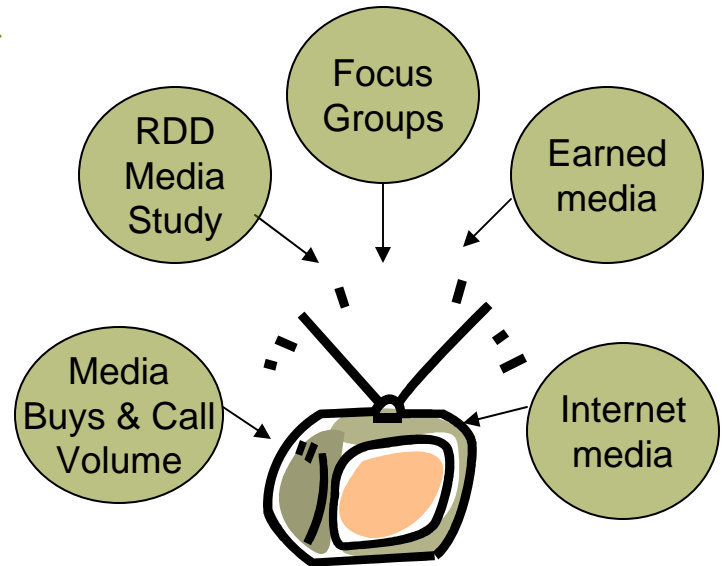 Focus
Groups
RDD
Media
Study
Earned
media
Media
Buys & Call
Volume
Internet
media